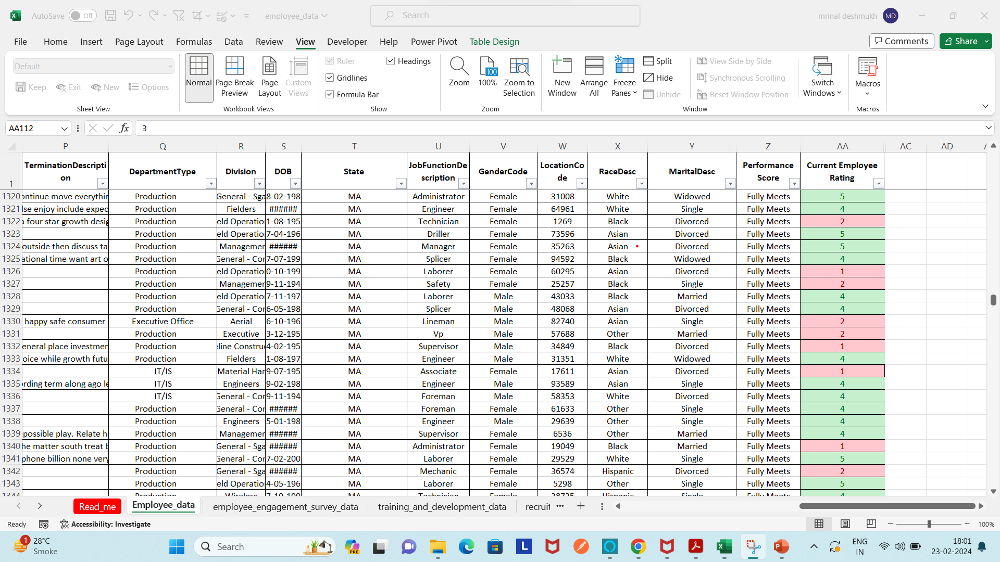 AutoSave Off employee_data Search mrinal deshmukh MD
File Home Insert Page Layout Formulas Data Review View Developer Help Power Pivot Table Design Comments Share
Default
Keep Exit New Options
Sheet View
Normal Page Break Preview Page Layout Custom Views
Workbook Views
Ruler Headings
Gridlines
Formula Bar
Show
Zoom 100 100% Zoom to Selection
Zoom
New Window Arrange All Freeze Panes
Split View Side by Side
Hide Synchronous Scrolling
Unhide Reset Window Position
Switch Windows
Window
Macros
Macros
AA112 fx 3
P Q R S T U V W X Y Z AA AC AD
1 TerminationDescripti on DepartmentType Division DOB State JobFunctionDe scription GenderCode LocationCo de RaceDesc MaritalDesc Performance Score Current Employee Rating
1320 ontinue move everythin Production General - Sga 8-02-198 MA Administrator Female 31008 White Widowed Fully Meets 5
1321 lse enjoy include expec Production Fielders ###### MA Engineer Female 64961 White Single Fully Meets 4
1322 a four star growth desig Production eld Operatio 1-08-195 MA Technician Female 1269 Black Divorced Fully Meets 2
1323 Production eld Operatio 7-04-196 MA Driller Female 73596 Asian Divorced Fully Meets 5
1324 outside then discuss ta Production Managemer ###### MA Manager Female 35263 Asian Divorced Fully Meets 5
1325 ational time want art o Production General - Cor 7-07-199 MA Splicer Female 94592 Black Widowed Fully Meets 4
1326 Production eld Operatio 0-10-199 MA Laborer Female 60295 Asian Divorced Fully Meets 1
1327 Production Managemer 9-11-194 MA Safety Female 25257 Black Single Fully Meets 2
1328 Production eld Operatio 7-11-197 MA Laborer Male 43033 Black Married Fully Meets 4
1329 Production General - Cor 6-05-198 MA Splicer Male 48068 Asian Divorced Fully Meets 4
1330 happy safe consumer Executive Office Aerial 6-10-196 MA Lineman Male 82740 Asian Single Fully Meets 2
1331 Production Executive 3-12-195 MA Vp Male 57688 Other Married Fully Meets 2
1332 eneral place investmen Production line Constru 4-02-195 MA Supervisor Male 34849 Black Divorced Fully Meets 1
1333 oice while growth futu Production Fielders 1-08-197 MA Engineer Male 31351 White Widowed Fully Meets 4
1334 IT/IS Material Har 9-07-195 MA Associate Female 17611 Asian Divorced Fully Meets 1
1335 rding term along ago le IT/IS Engineers 9-02-198 MA Engineer Male 93589 Asian Single Fully Meets 4
1336 IT/IS General - Cor 9-11-194 MA Foreman Male 58353 White Divorced Fully Meets 4
1337 Production General - Cor ###### MA Foreman Female 61633 Other Single Fully Meets 4
1338 Production Engineers 5-01-198 MA Engineer Male 29639 Other Single Fully Meets 4
1339 possible play. Relate hu Production Managemer ###### MA Supervisor Female 6536 Other Married Fully Meets 4
1340 he matter south treat b Production General - Sga ###### MA Administrator Female 19049 Black Married Fully Meets 1
1341 phone billion none very Production General - Cor 7-02-200 MA Laborer Female 29529 White Single Fully Meets 5
1342 Production General - Sga ###### MA Mechanic Female 36574 Hispanic Divorced Fully Meets 2
1343 Production eld Operatio 4-05-196 MA Laborer Female 5298 Other Single Fully Meets 5
Read_me Employee_data employee_engagement_survey_data training_and_development_data recruit
Ready Accessibility: Investigate 100%
1 28°C
Smoke
Search PRE L ENG IN 18:01
23-02-2024